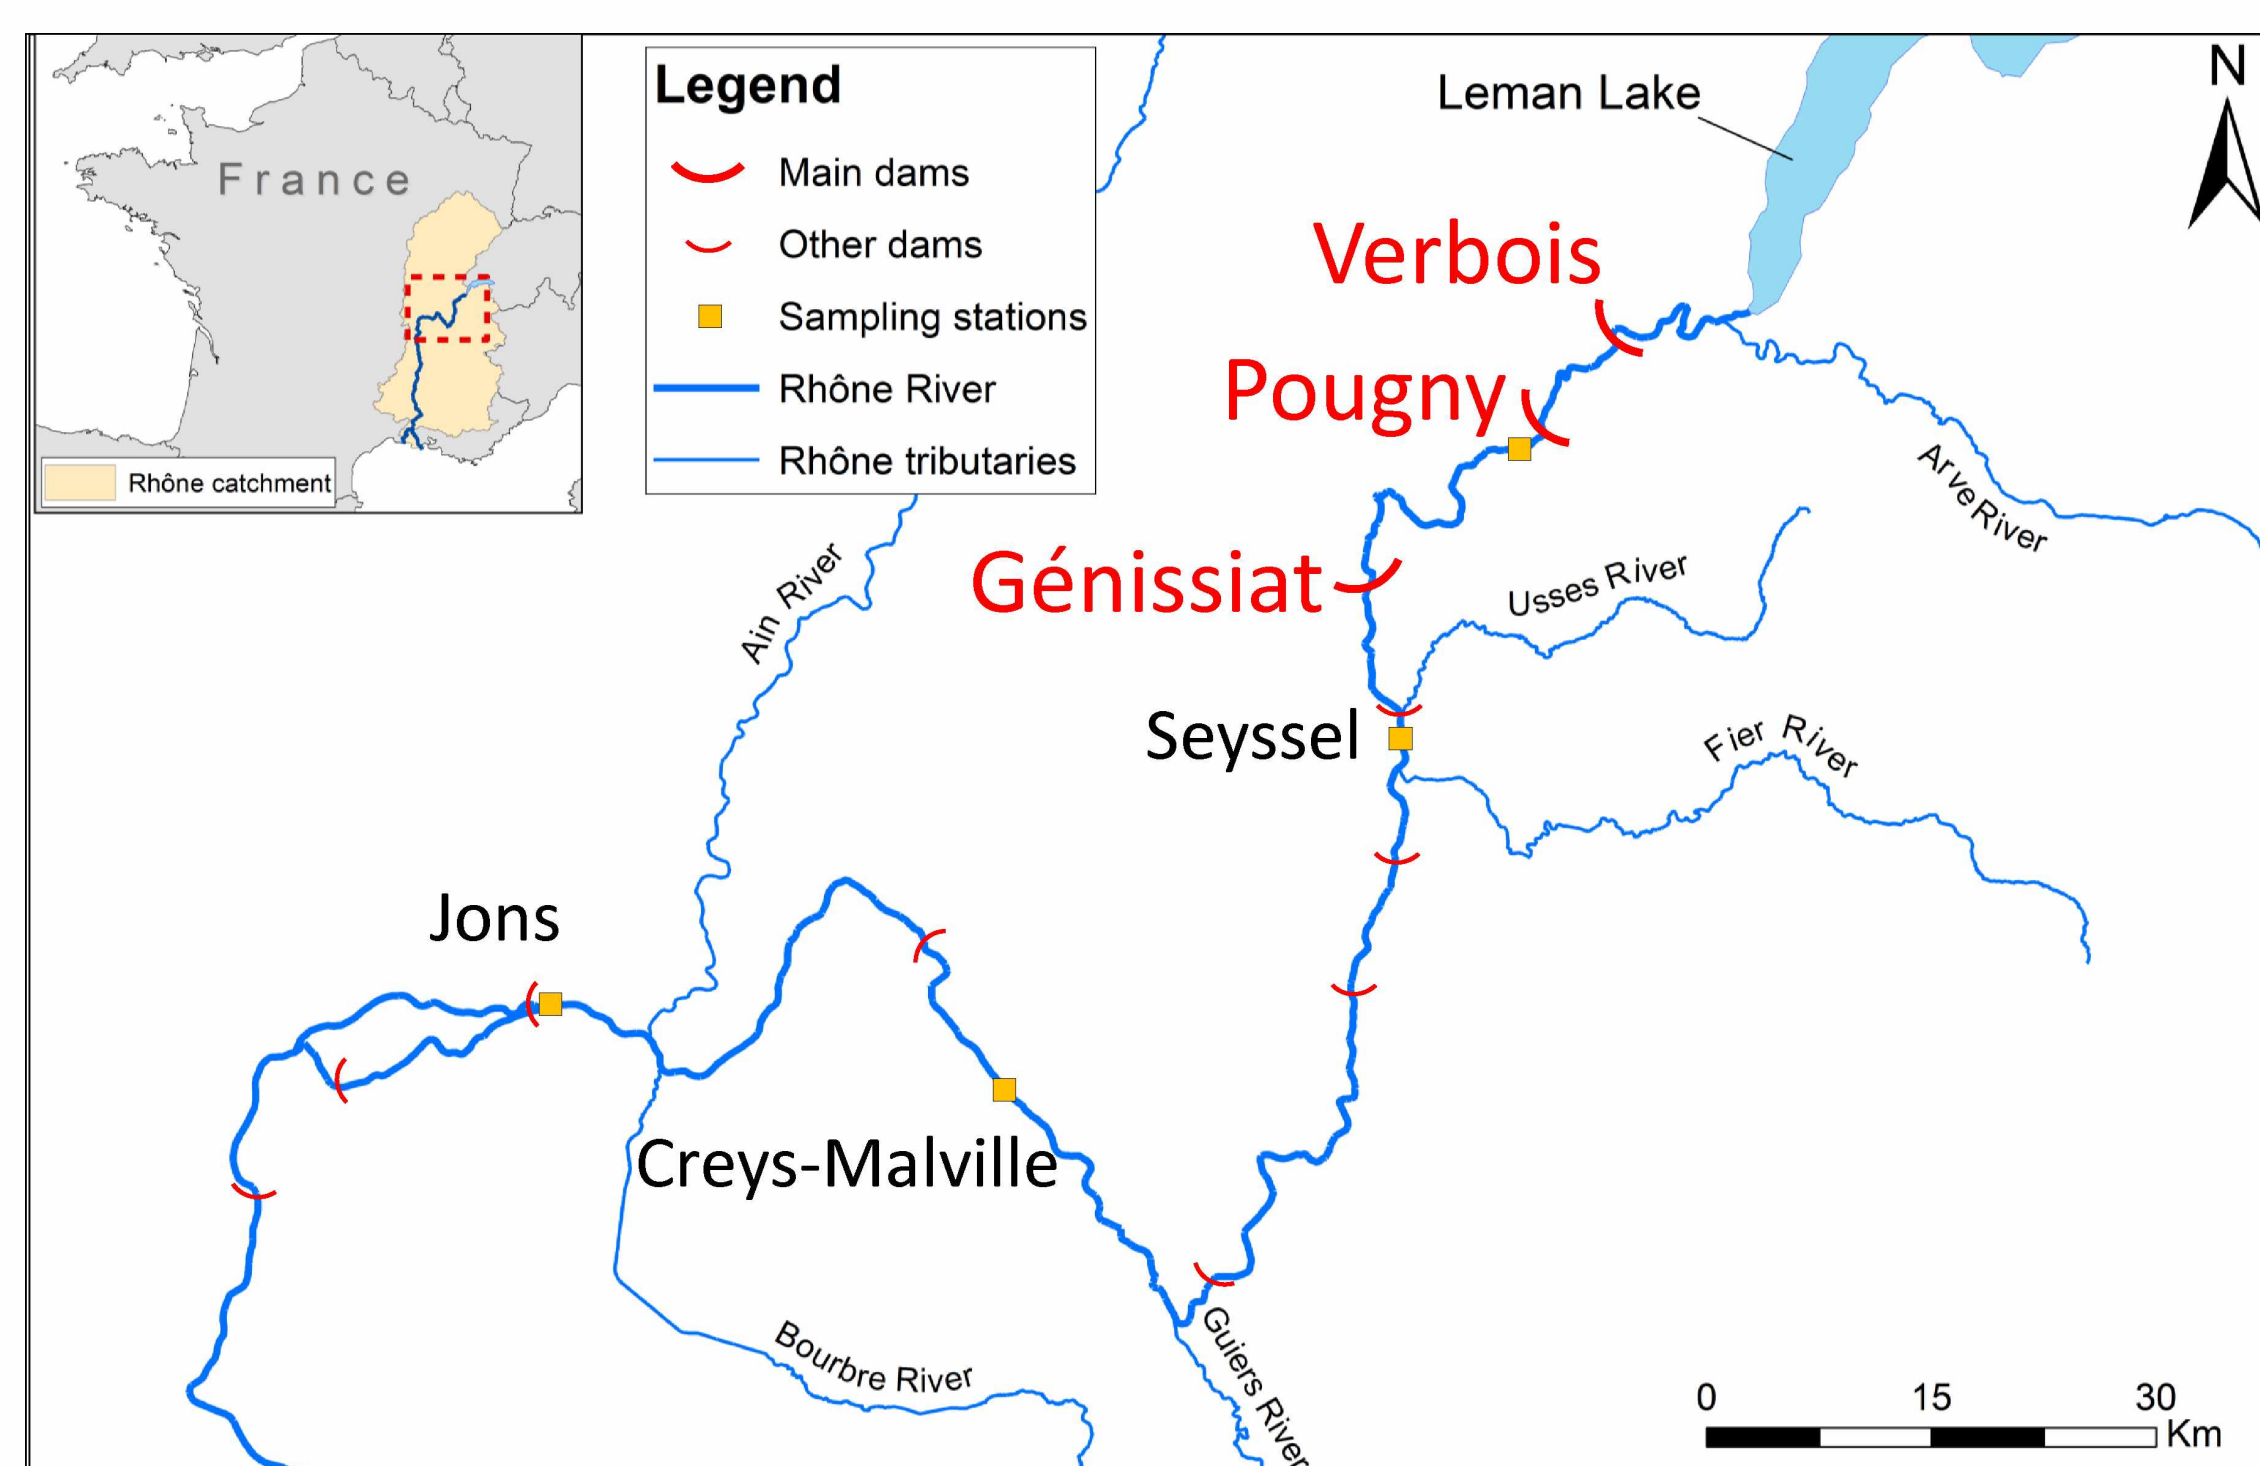 France
Rhône catchment
Legend
Main dams
Other dams
Sampling stations
Rhône River
Rhône tributaries
Leman Lake
N
Verbois
Pougny
Génissiat
Arve River
Usses River
Ain River
Seyssel
Fier River
Jons
Creys-Malville
Bourbre River
Guiers River
0 15 30
Km